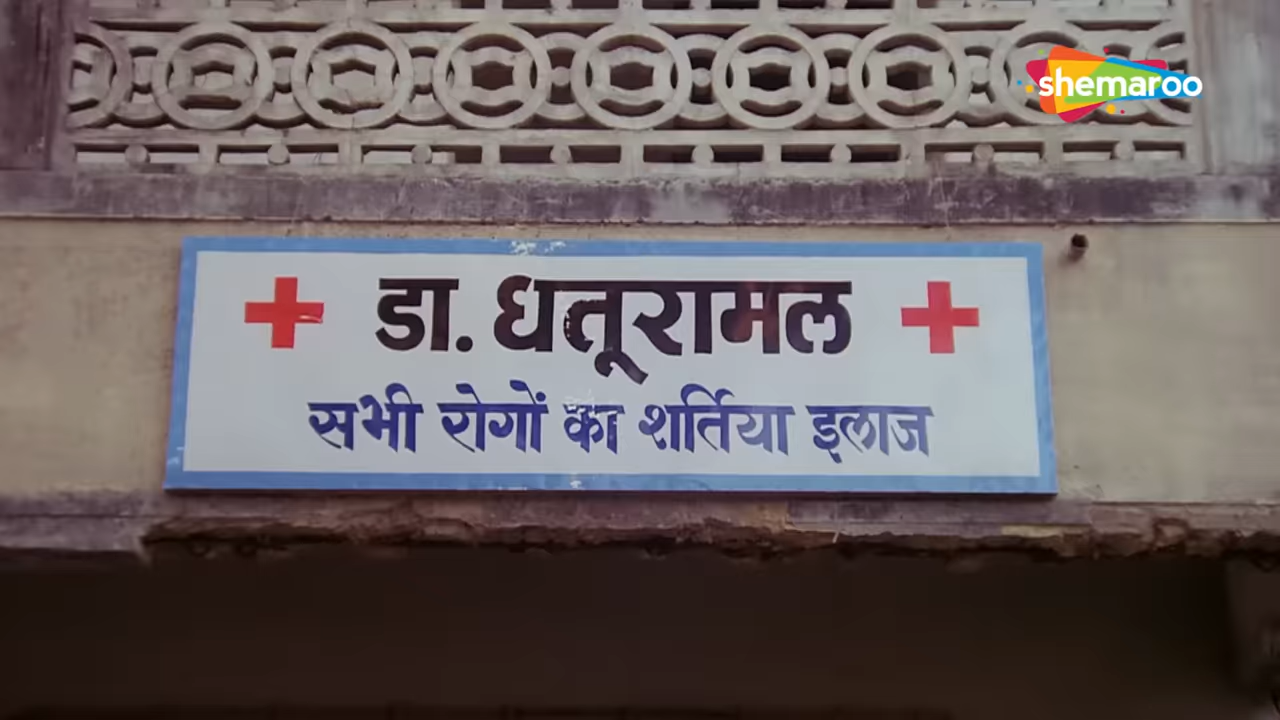 shemaroo
डा. धतूरामल
सभी रोगों का शर्तिया इलाज